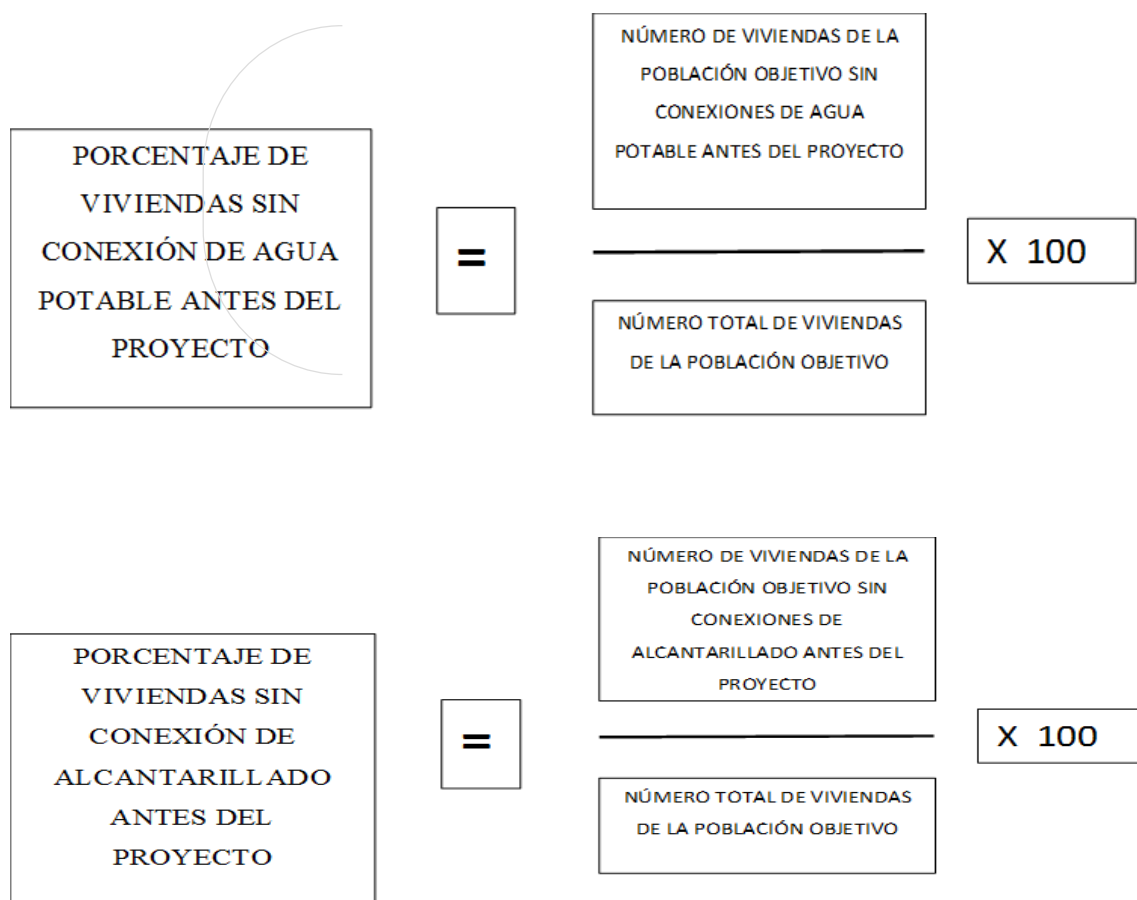 PORCENTAJE DE
VIVIENDAS SIN
CONEXIÓN DE AGUA
POTABLE ANTES DEL
PROYECTO
=
NÚMERO DE VIVIENDAS DE LA
POBLACIÓN OBJETIVO SIN
CONEXIONES DE AGUA
POTABLE ANTES DEL PROYECTO
NÚMERO TOTAL DE VIVIENDAS
DE LA POBLACIÓN OBJETIVO
X 100
PORCENTAJE DE
VIVIENDAS SIN
CONEXIÓN DE
ALCANTARILLADO
ANTES DEL
PROYECTO
=
NÚMERO DE VIVIENDAS DE LA
POBLACIÓN OBJETIVO SIN
CONEXIONES DE
ALCANTARILLADO ANTES DEL
PROYECTO
NÚMERO TOTAL DE VIVIENDAS
DE LA POBLACIÓN OBJETIVO
X 100